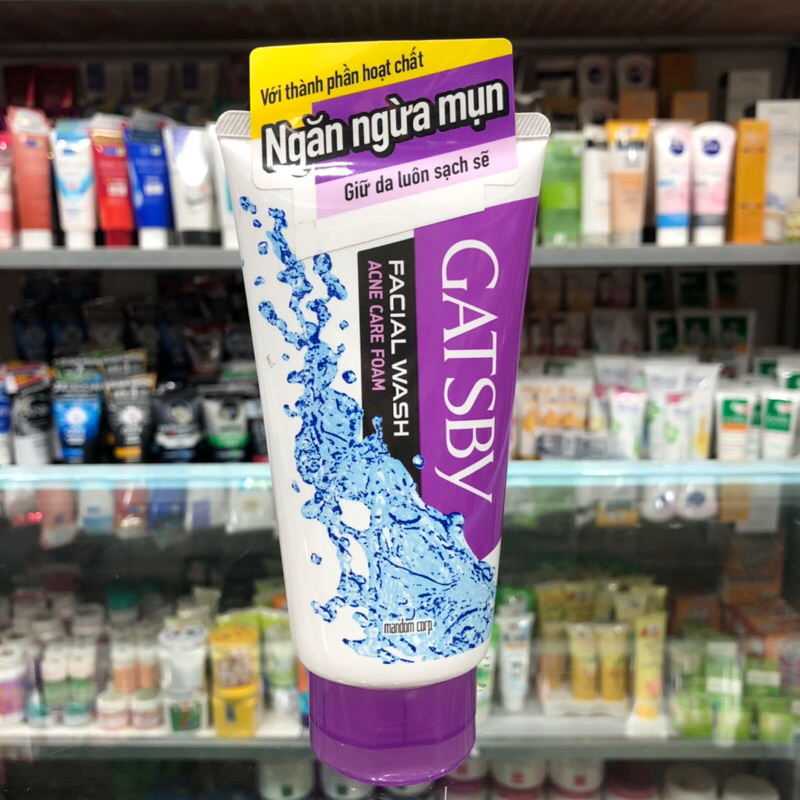 Với thành phần hoạt chất
Ngăn ngừa mụn
Giữ da luôn sạch sẽ
GATSBY
FACIAL WASH
ACNE CARE FOAM
mandom corp.